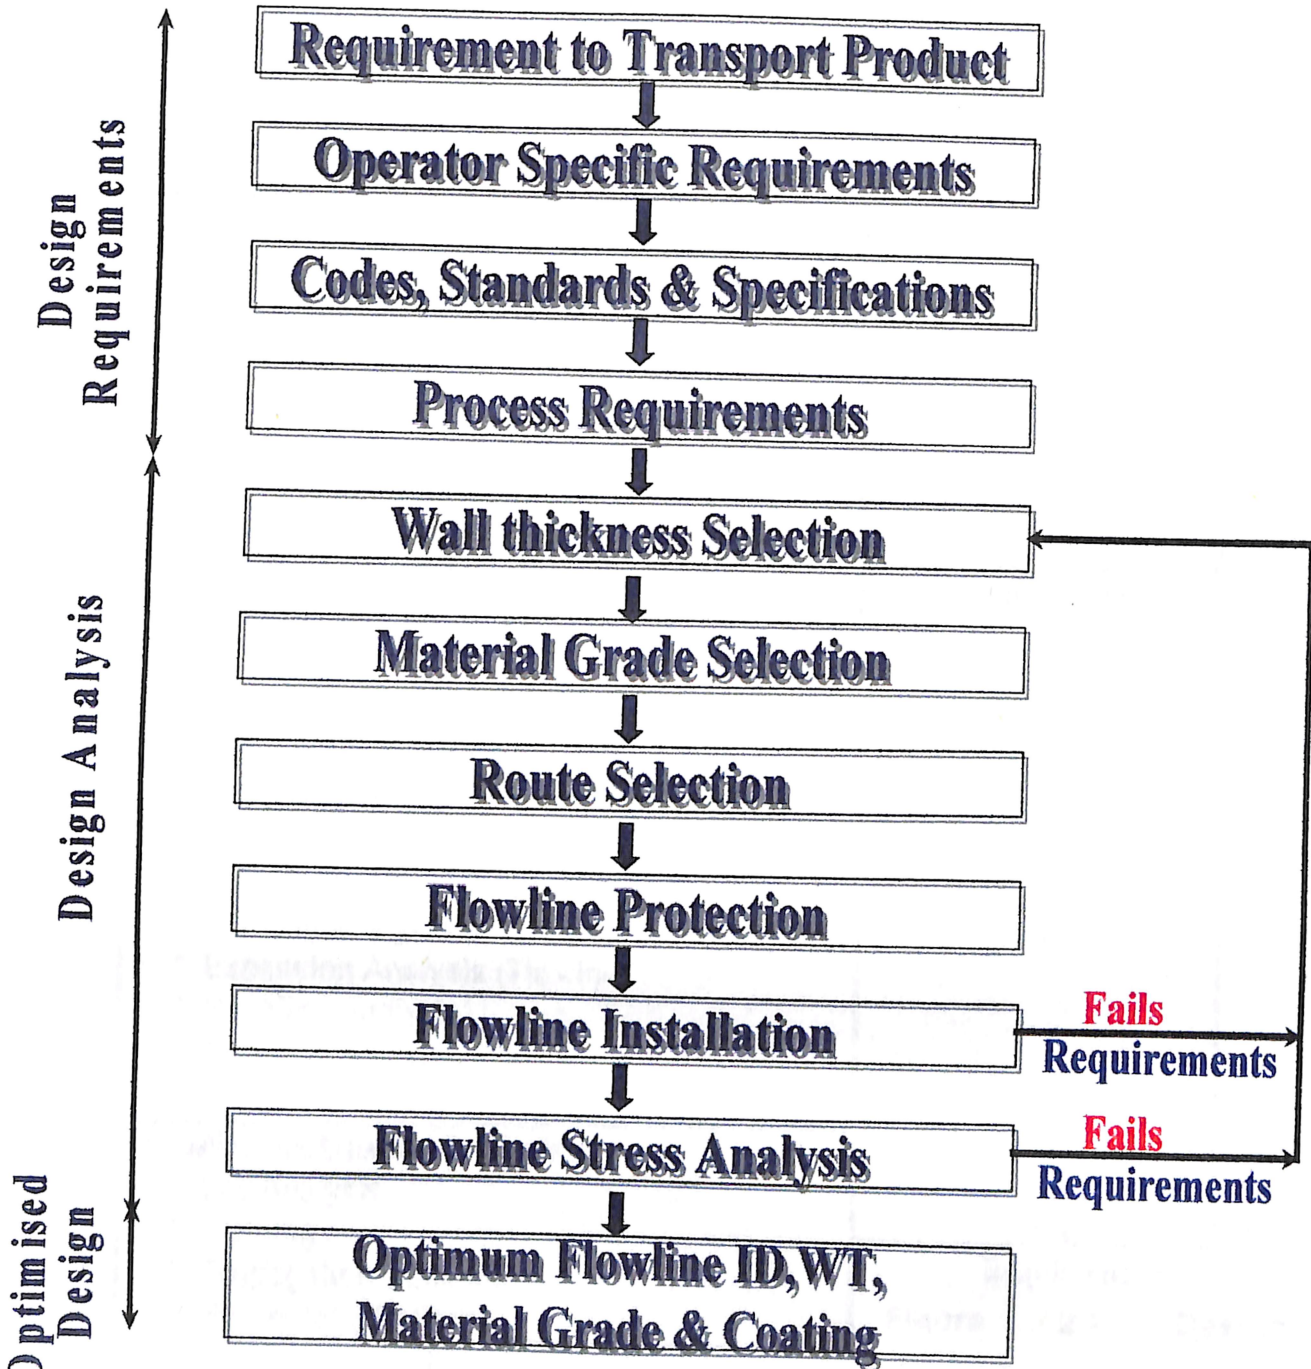 Requirement to Transport Product
Operator Specific Requirements
Codes, Standards & Specifications
Process Requirements
Wall thickness Selection
Material Grade Selection
Route Selection
Flowline Protection
Flowline Installation
Fails
Requirements
Flowline Stress Analysis
Fails
Requirements
Optimum Flowline ID,WT,
Material Grade & Coating
Design
Requirements
Design Analysis
Optimised
Design